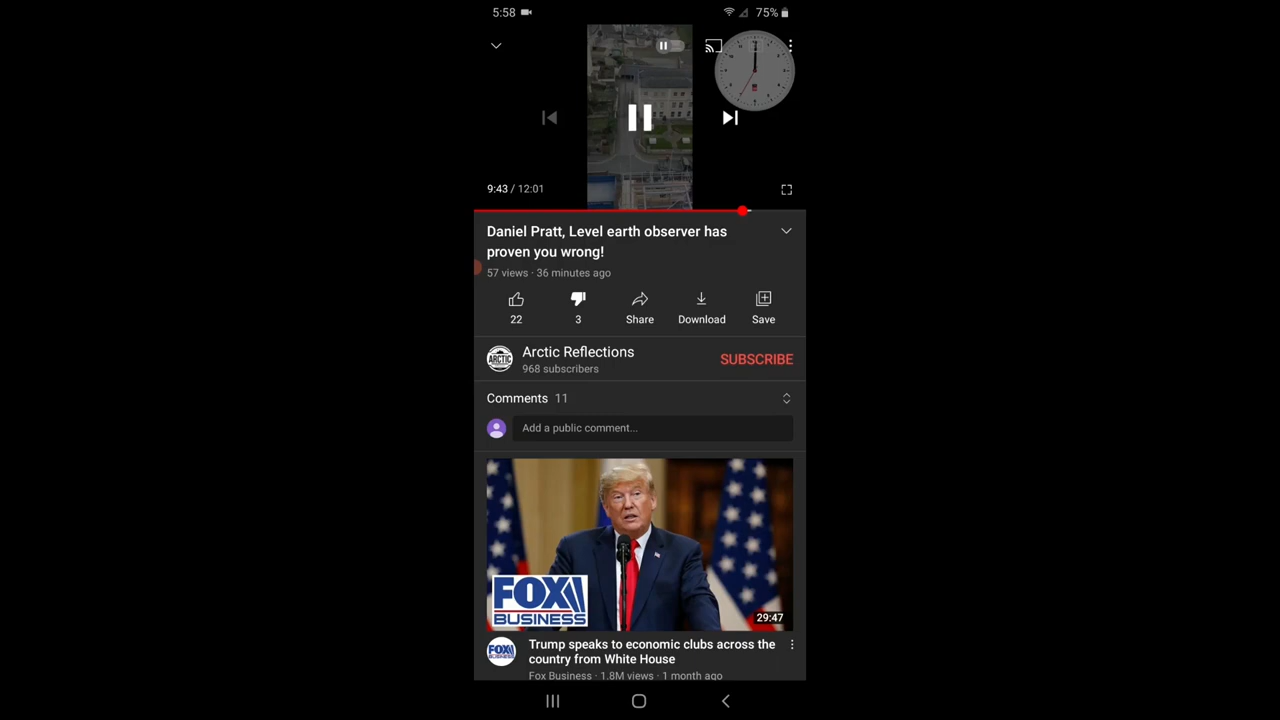 5:58
75%
9:43 / 12:01
Daniel Pratt, Level earth observer has
proven you wrong!
57 views · 36 minutes ago
22
3
Share
Download
Save
ARCTIC
Arctic Reflections
968 subscribers
SUBSCRIBE
Comments 11
Add a public comment...
FOX
BUSINESS
29:47
Trump speaks to economic clubs across the
country from White House
Fox Business · 1.8M views · 1 month ago